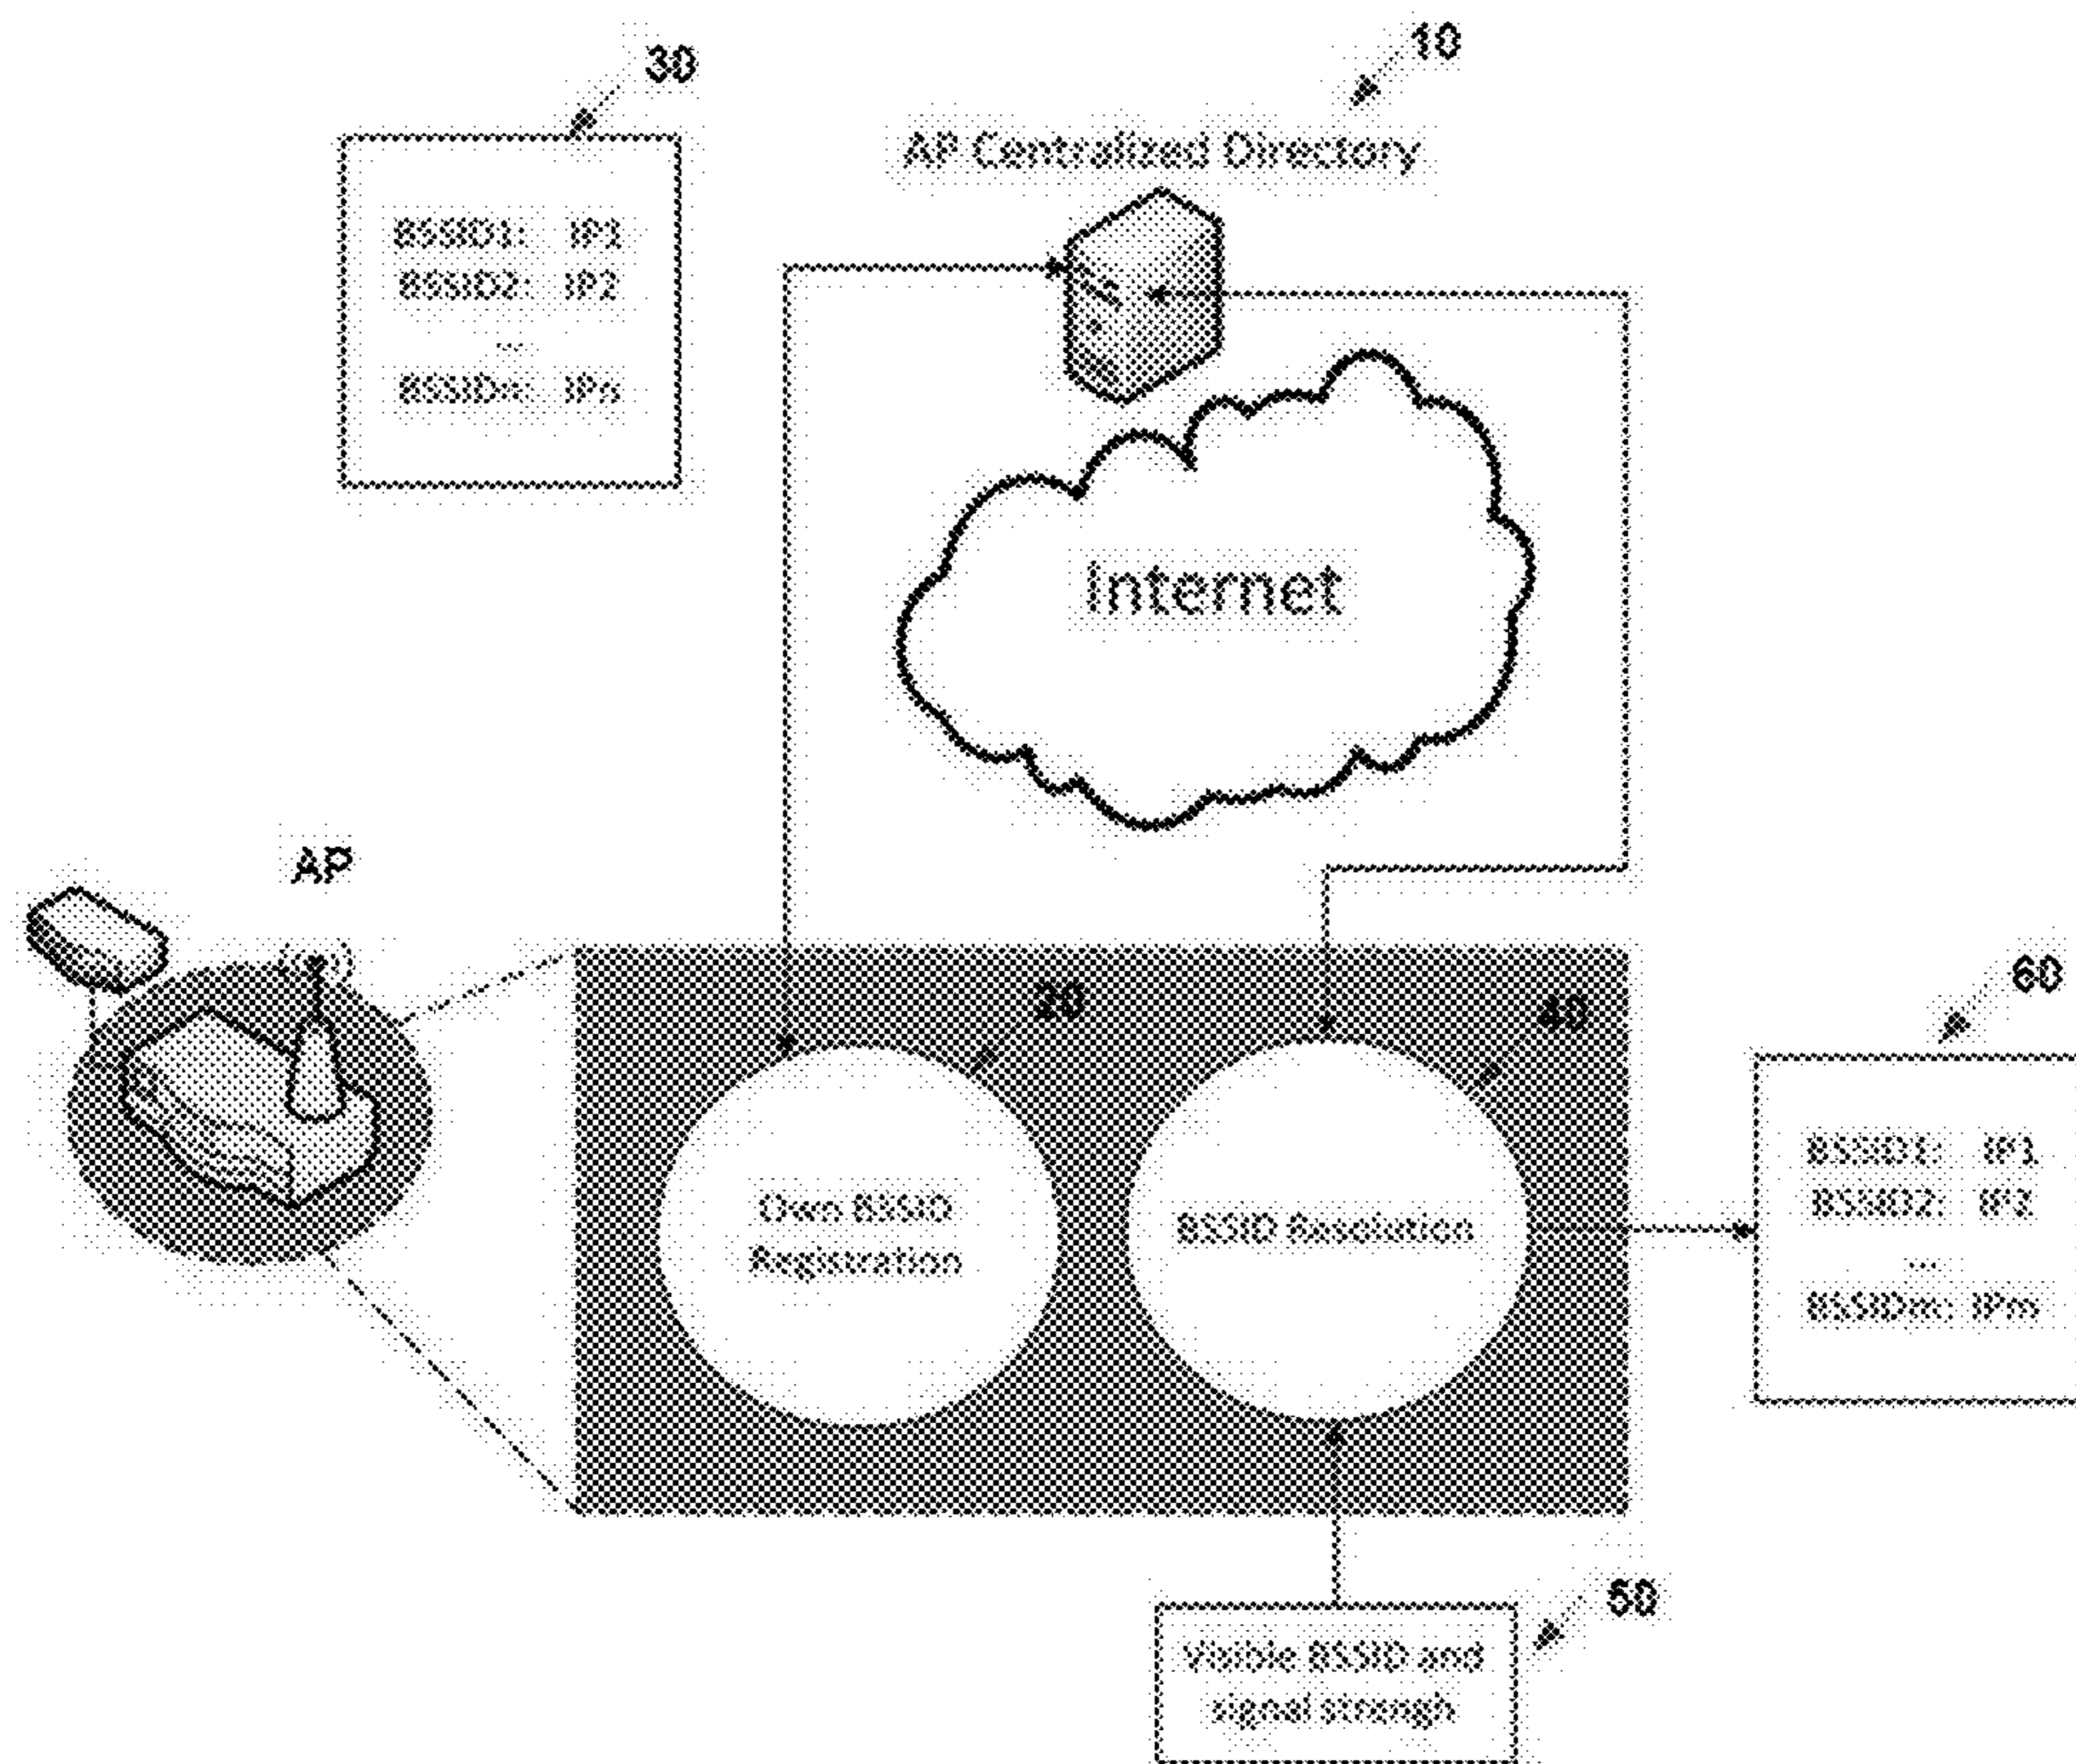 30
10
AP Centralized Directory
BSSID1: IP1
BSSID2: IP2
...
BSSIDn: IPn
Internet
AP
20
40
60
Own BSSID
Registration
BSSID Resolution
BSSID1: IP1
BSSID2: IP2
...
BSSIDm: IPm
50
Visible BSSID and
signal strengh